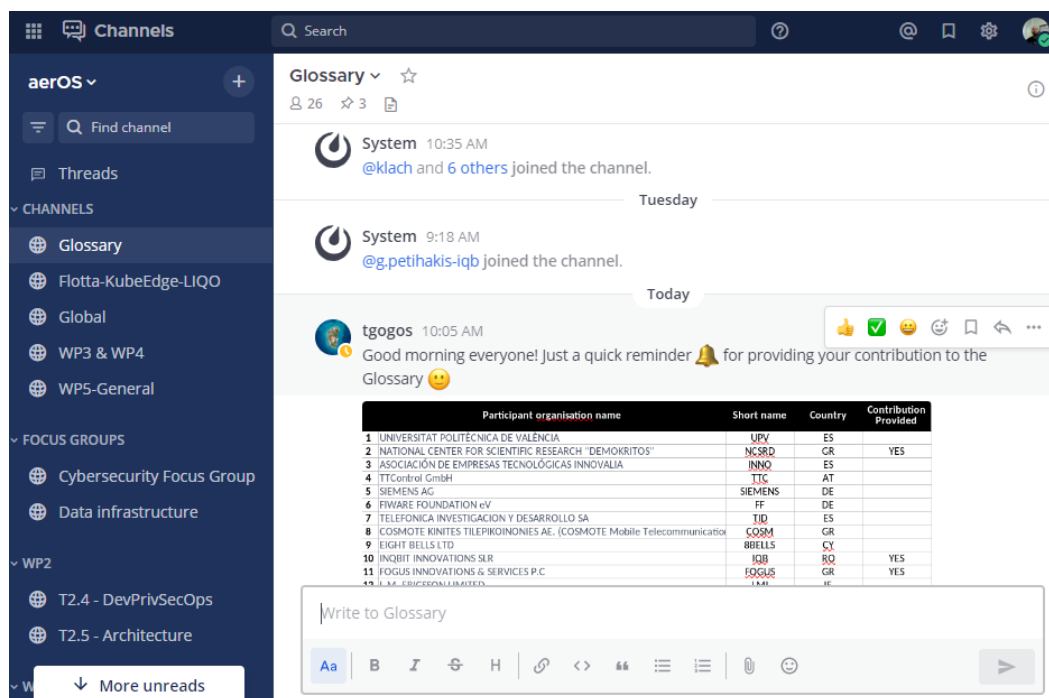 Channels
Search
aerOS
Find channel
Threads
CHANNELS
Glossary
Flotta-KubeEdge-LIQO
Global
WP3 & WP4
WP5-General
FOCUS GROUPS
Cybersecurity Focus Group
Data infrastructure
WP2
T2.4 - DevPrivSecOps
T2.5 - Architecture
More unreads
Glossary
26 3
System 10:35 AM
@klach and 6 others joined the channel.
Tuesday
System 9:18 AM
@g.petihakis-iqb joined the channel.
Today
tgogos 10:05 AM
Good morning everyone! Just a quick reminder 🔔 for providing your contribution to the
Glossary 🙂
Participant organisation name Short name Country Contribution Provided
1 UNIVERSITAT POLITÈCNICA DE VALÈNCIA UPV ES
2 NATIONAL CENTER FOR SCIENTIFIC RESEARCH "DEMOKRITOS" NCSRD GR YES
3 ASOCIACIÓN DE EMPRESAS TECNOLÓGICAS INNOVALIA INNO ES
4 TTControl GmbH TTC AT
5 SIEMENS AG SIEMENS DE
6 FIWARE FOUNDATION eV FF DE
7 TELEFONICA INVESTIGACION Y DESARROLLO SA TID ES
8 COSMOTE KINITES TILEPIKOINONIES AE. (COSMOTE Mobile Telecommunicatio COSM GR
9 EIGHT BELLS LTD 8BELLS CY
10 INQBIT INNOVATIONS SLR IQB RO YES
11 FOGUS INNOVATIONS & SERVICES P.C FOGUS GR YES
Write to Glossary
Aa B I S H